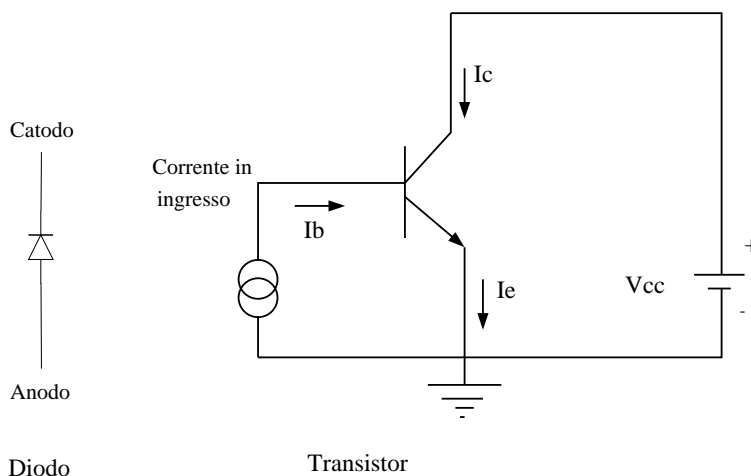 Ic
Catodo
Corrente in
ingresso
Ib
+
Ie
Vcc
-
Anodo
Diodo
Transistor